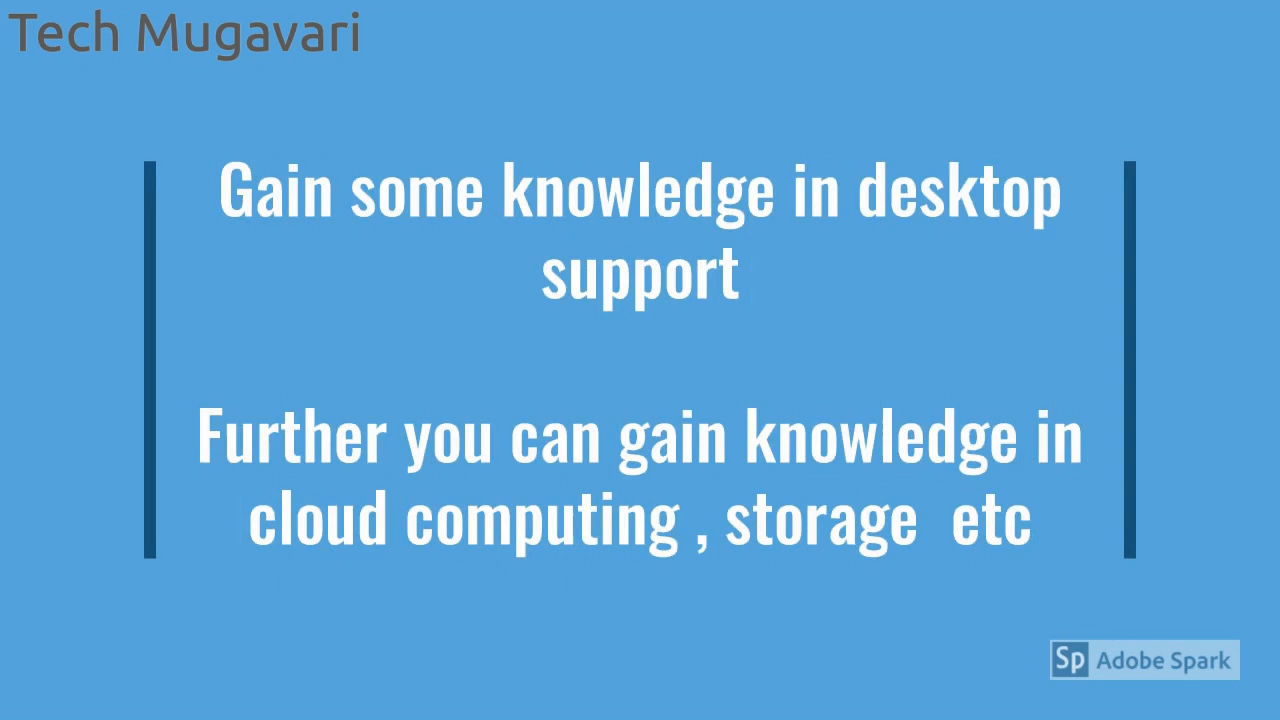 Tech Mugavari
Gain some knowledge in desktop
support
Further you can gain knowledge in
cloud computing , storage  etc
Sp Adobe Spark